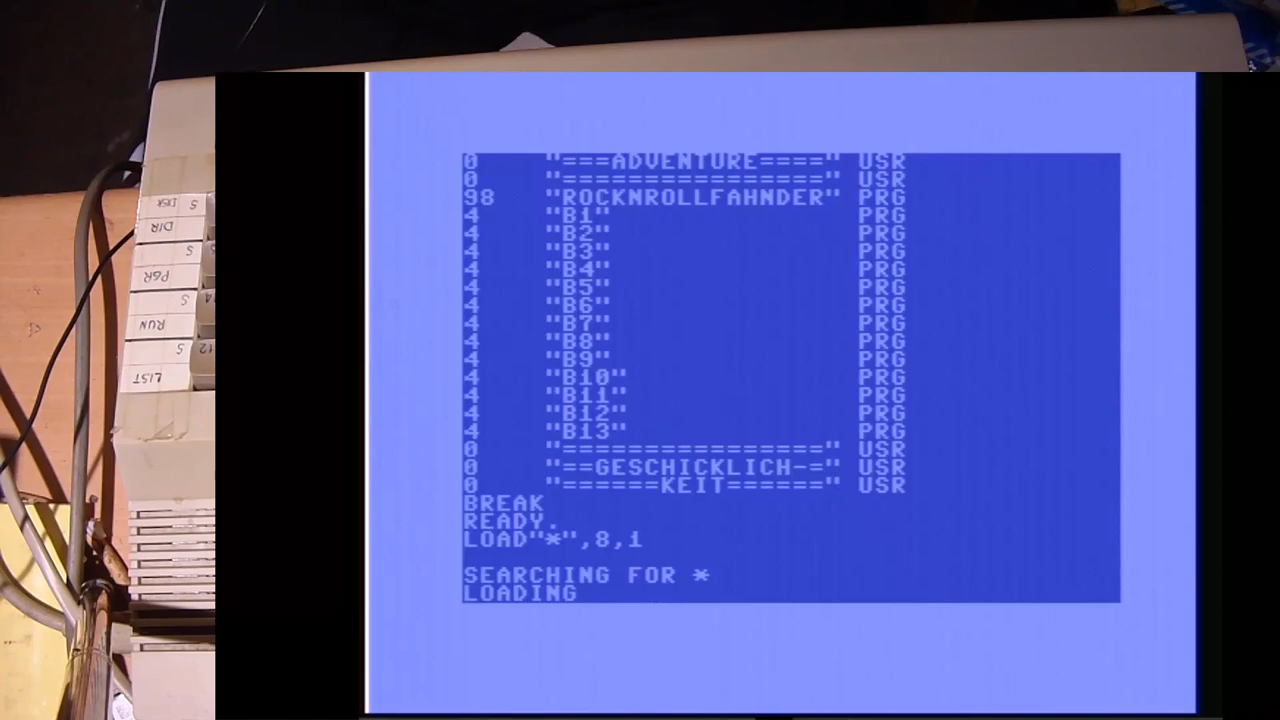 0    "===ADVENTURE====" USR
0    "================" USR
98   "ROCKNROLLFAHNDER" PRG
4    "B1"               PRG
4    "B2"               PRG
4    "B3"               PRG
4    "B4"               PRG
4    "B5"               PRG
4    "B6"               PRG
4    "B7"               PRG
4    "B8"               PRG
4    "B9"               PRG
4    "B10"              PRG
4    "B11"              PRG
4    "B12"              PRG
4    "B13"              PRG
0    "================" USR
0    "==GESCHICKLICH-=" USR
0    "======KEIT======" USR
BREAK
READY.
LOAD"*",8,1
SEARCHING FOR *
LOADING
DISK S
DIR
S
PGR
S
RUN
S 12
LIST